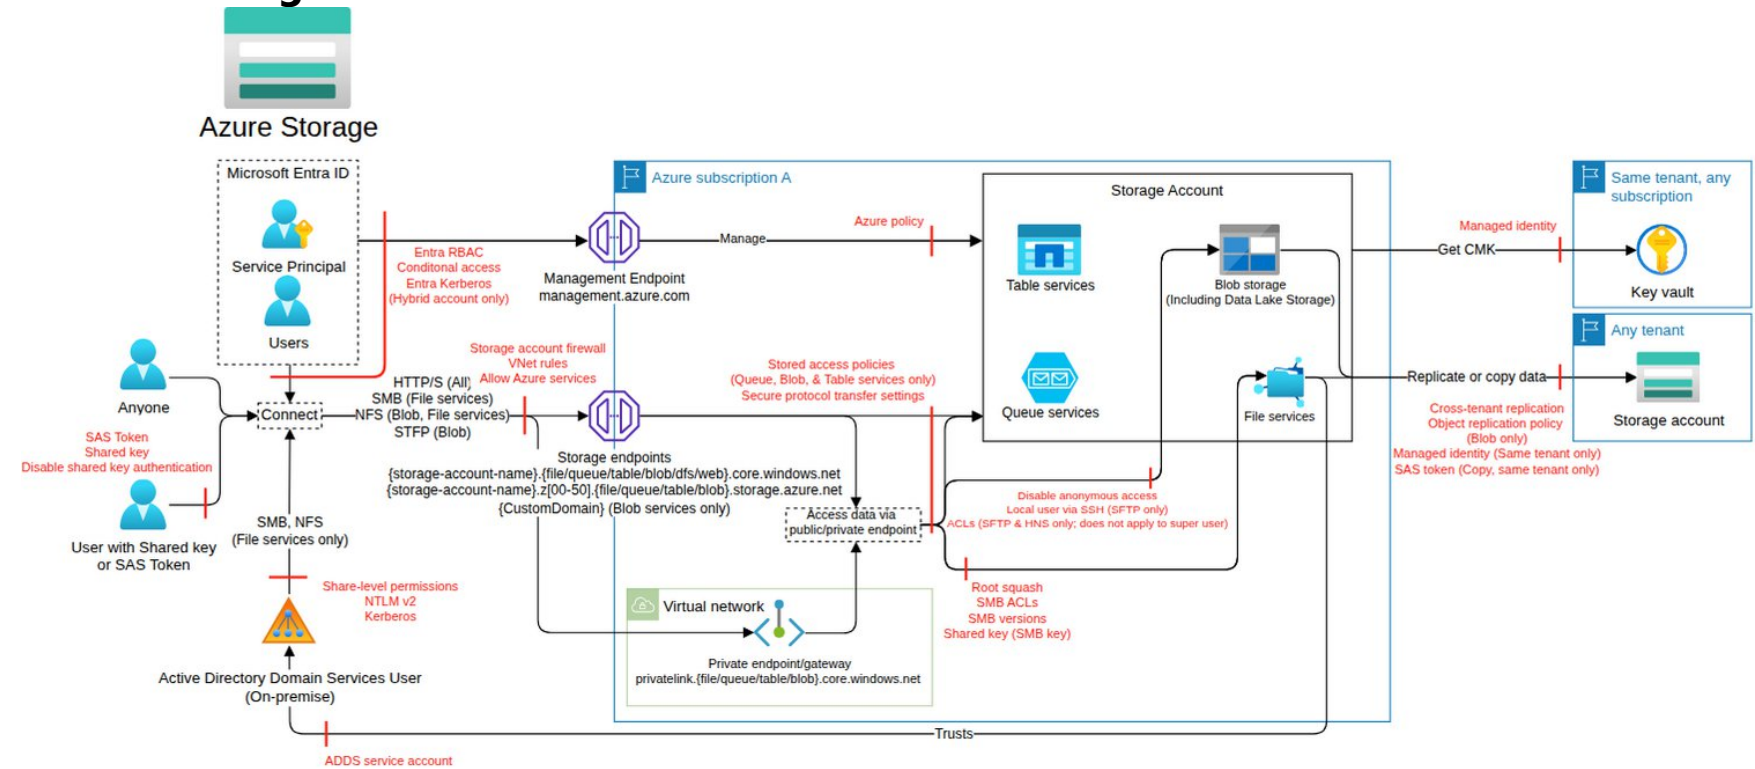 Azure Storage
Microsoft Entra ID
Service Principal
Users
Anyone
SAS Token
Shared key
Disable shared key authentication
User with Shared key
or SAS Token
Connect
Entra RBAC
Conditonal access
Entra Kerberos
(Hybrid account only)
HTTP/S (All)
SMB (File services)
NFS (Blob, File services)
STFP (Blob)
Storage account firewall
VNet rules
Allow Azure services
SMB, NFS
(File services only)
Share-level permissions
NTLM v2
Kerberos
Active Directory Domain Services User
(On-premise)
ADDS service account
Trusts
Azure subscription A
Management Endpoint
management.azure.com
Manage
Azure policy
Storage endpoints
{storage-account-name}.{file/queue/table/blob/dfs/web}.core.windows.net
{storage-account-name}.z[00-50].{file/queue/table/blob}.storage.azure.net
{CustomDomain} (Blob services only)
Stored access policies
(Queue, Blob, & Table services only)
Secure protocol transfer settings
Access data via
public/private endpoint
Virtual network
Private endpoint/gateway
privatelink.{file/queue/table/blob}.core.windows.net
Storage Account
Table services
Blob storage
(Including Data Lake Storage)
Queue services
File services
Disable anonymous access
Local user via SSH (SFTP only)
ACLs (SFTP & HNS only; does not apply to super user)
Root squash
SMB ACLs
SMB versions
Shared key (SMB key)
Get CMK
Managed identity
Same tenant, any
subscription
Key vault
Any tenant
Replicate or copy data
Storage account
Cross-tenant replication
Object replication policy
(Blob only)
Managed identity (Same tenant only)
SAS token (Copy, same tenant only)